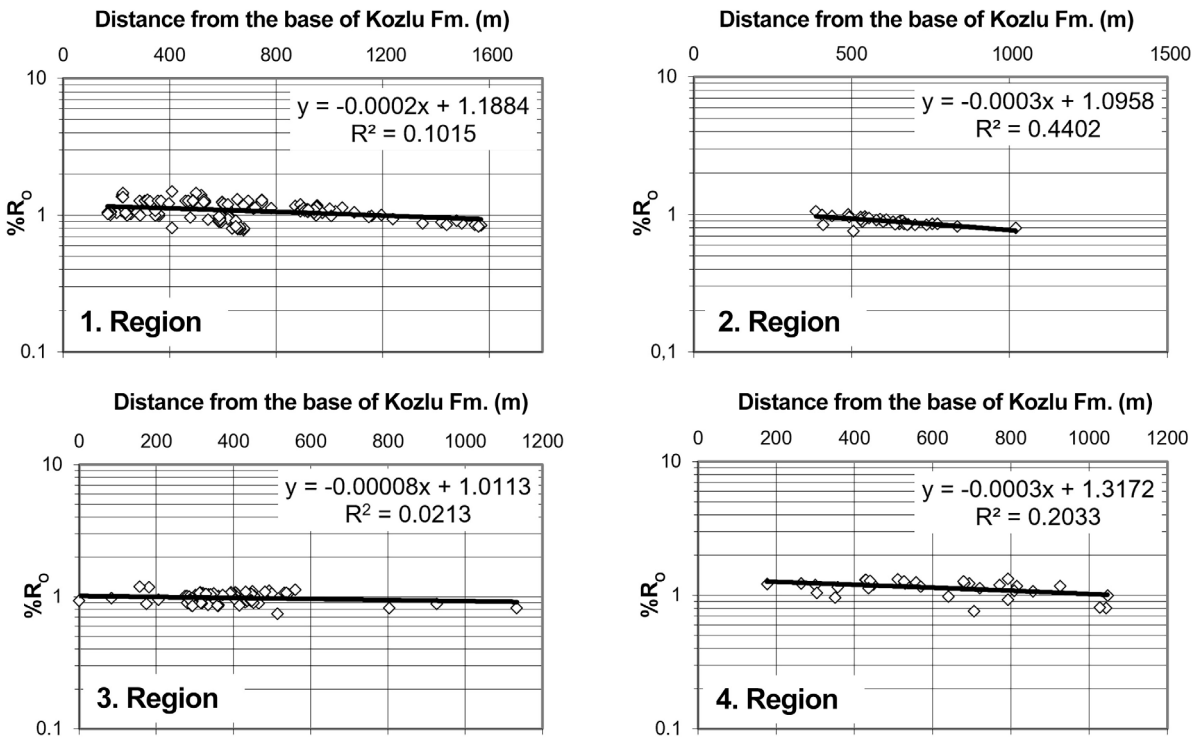 Distance from the base of Kozlu Fm. (m)
0 400 800 1200 1600
10
y = -0.0002x + 1.1884
R² = 0.1015
%Ro
1
1. Region
0.1
Distance from the base of Kozlu Fm. (m)
0 500 1000 1500
10
y = -0.0003x + 1.0958
R² = 0.4402
%Ro
1
2. Region
0,1
Distance from the base of Kozlu Fm. (m)
0 200 400 600 800 1000 1200
10
y = -0.00008x + 1.0113
R² = 0.0213
%Ro
1
3. Region
0.1
Distance from the base of Kozlu Fm. (m)
0 200 400 600 800 1000 1200
10
y = -0.0003x + 1.3172
R² = 0.2033
%Ro
1
4. Region
0.1